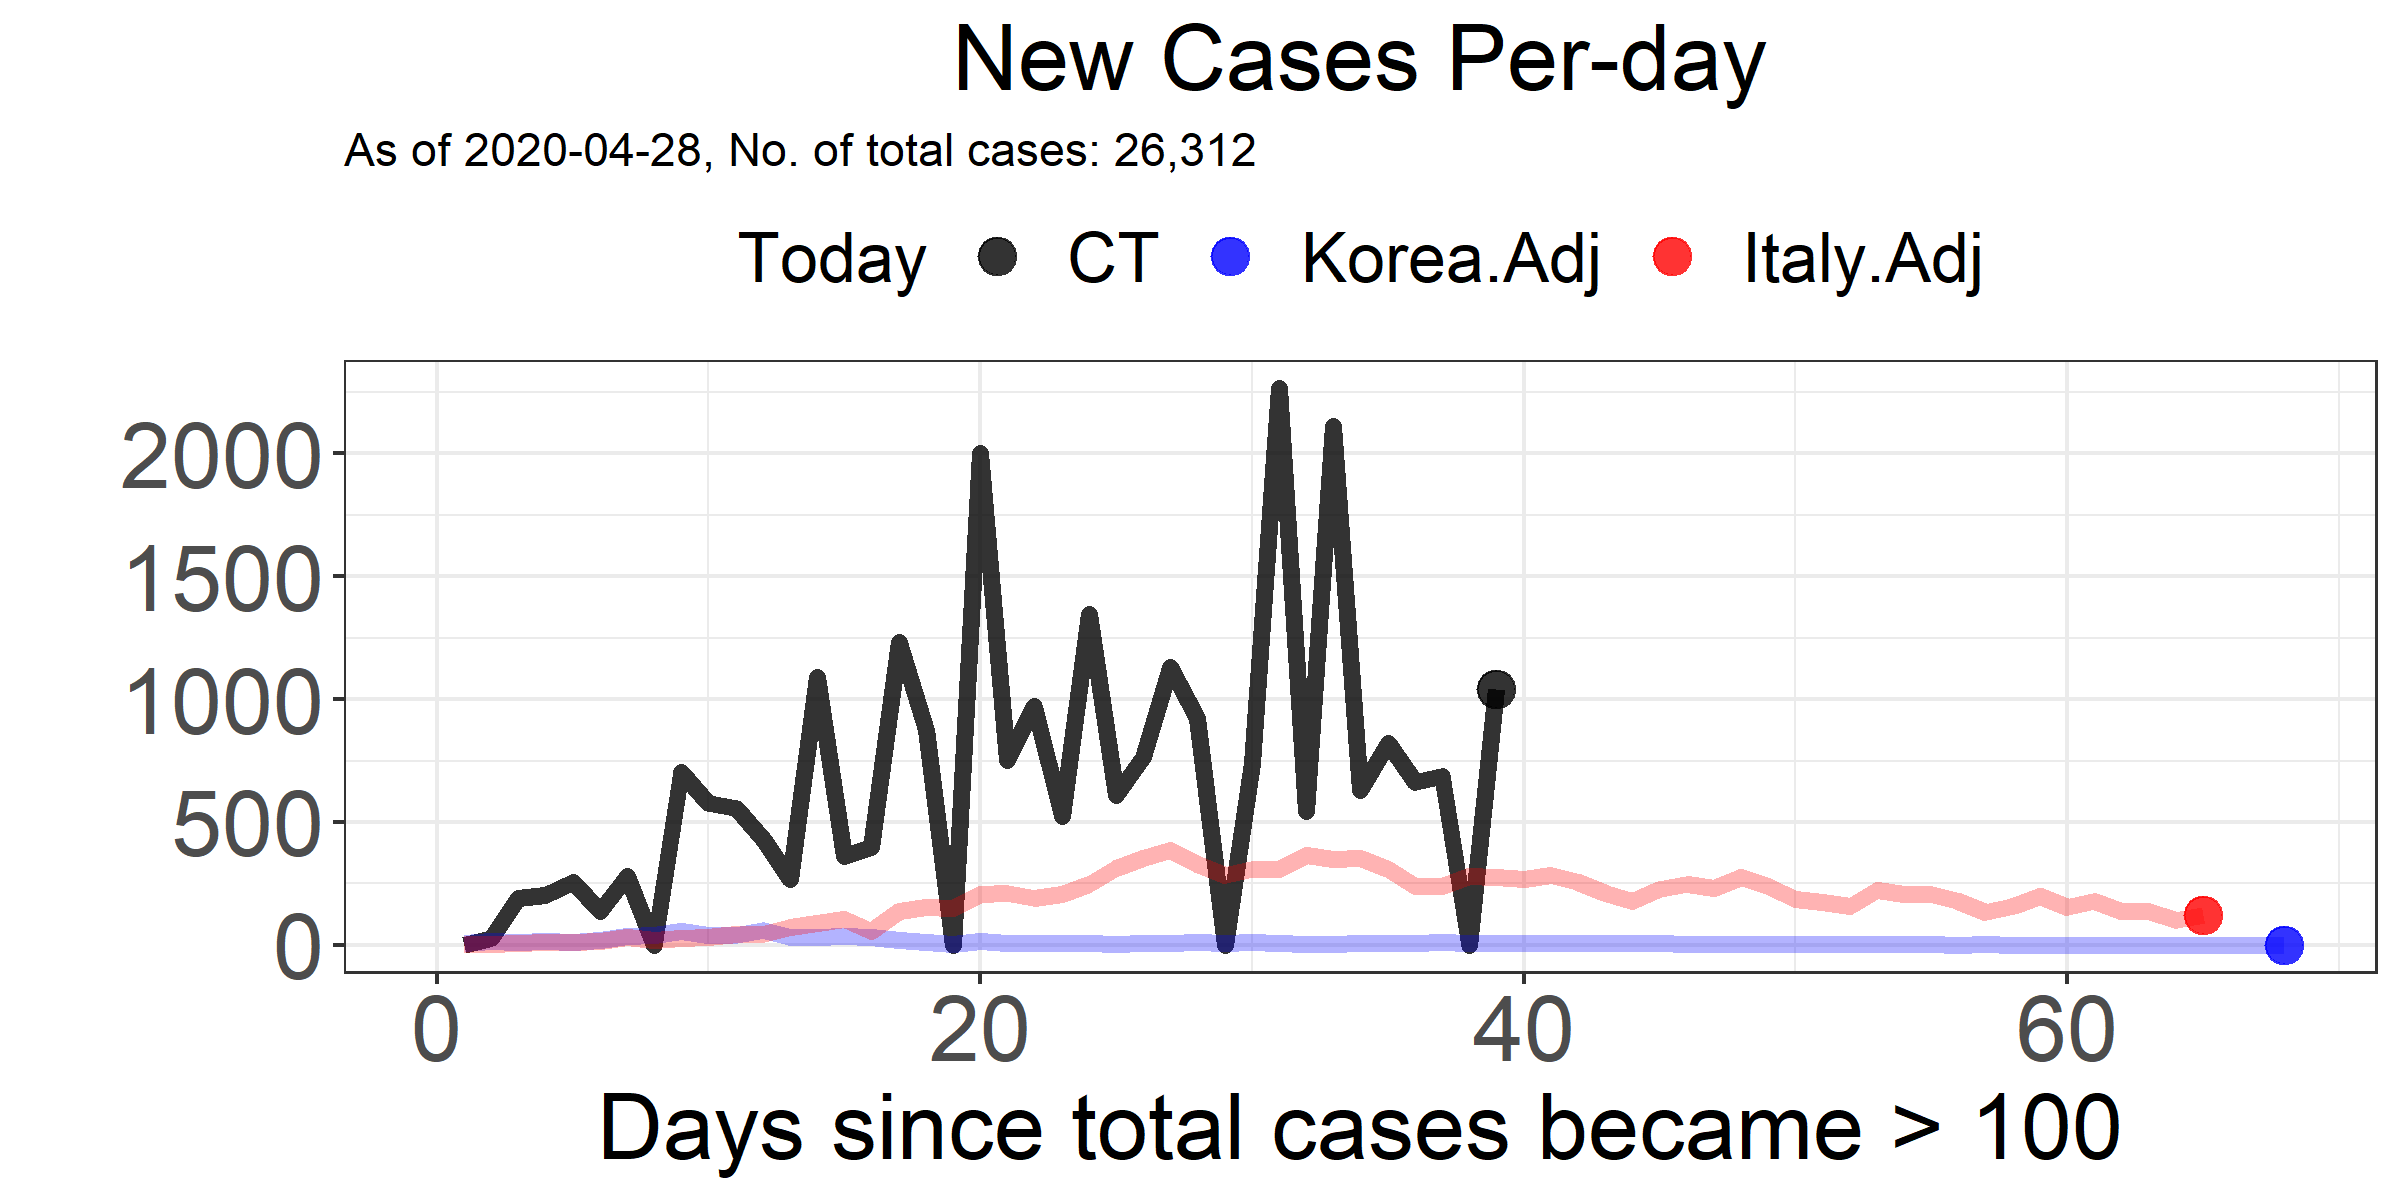 New Cases Per-day
As of 2020-04-28, No. of total cases: 26,312
Today CT Korea.Adj Italy.Adj
2000
1500
1000
500
0
0 20 40 60
Days since total cases became > 100